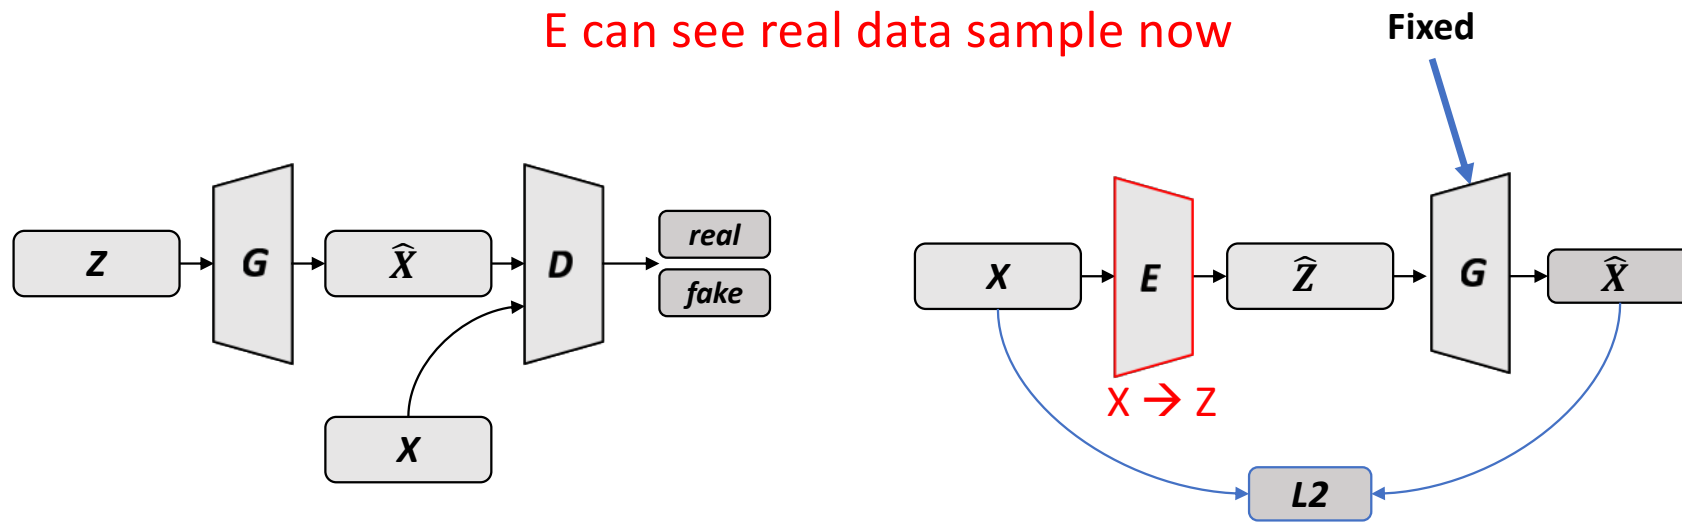 E can see real data sample now
Fixed
Z
G
X̂
D
real
fake
X
X
E
Ẑ
G
X̂
X → Z
L2